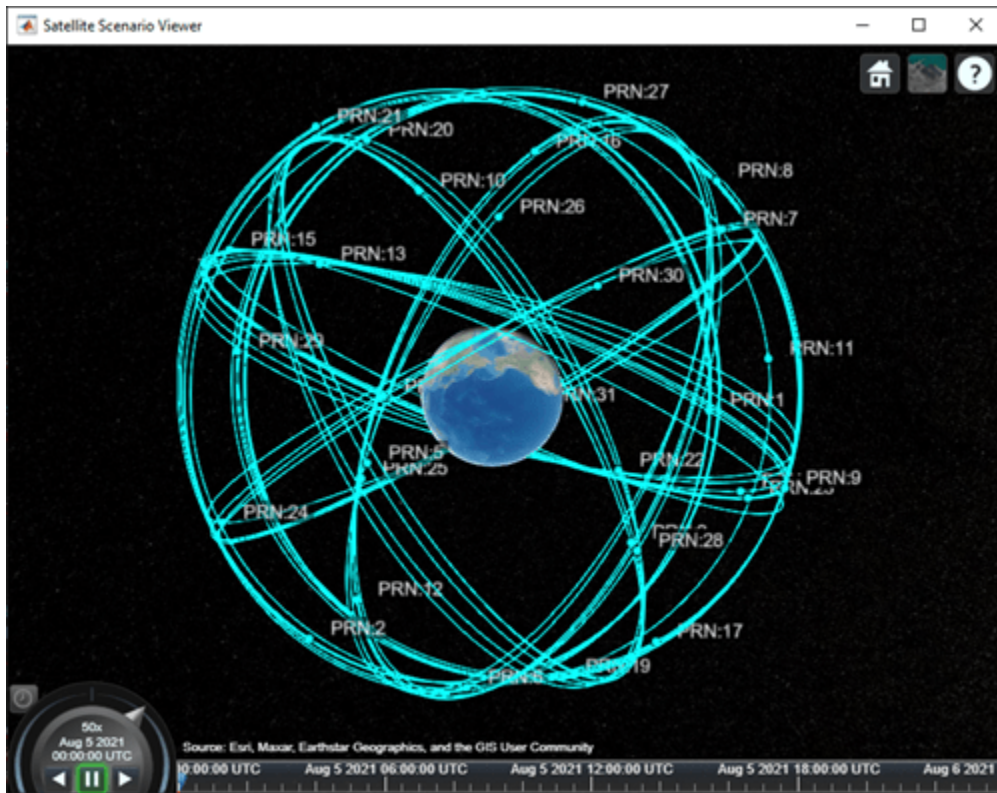 Satellite Scenario Viewer
?
PRN:27
PRN:21
PRN:20
PRN:16
PRN:8
PRN:10
PRN:26
PRN:7
PRN:15
PRN:13
PRN:30
PRN:29
PRN:11
PRN:31
PRN:1
PRN:5
PRN:25
PRN:22
PRN:9
PRN:24
PRN:28
PRN:12
PRN:2
PRN:17
PRN:19
PRN:6
50x
Aug 5 2021
00:00:00 UTC
Source: Esri, Maxar, Earthstar Geographics, and the GIS User Community
00:00:00 UTC Aug 5 2021 06:00:00 UTC Aug 5 2021 12:00:00 UTC Aug 5 2021 18:00:00 UTC Aug 6 2021